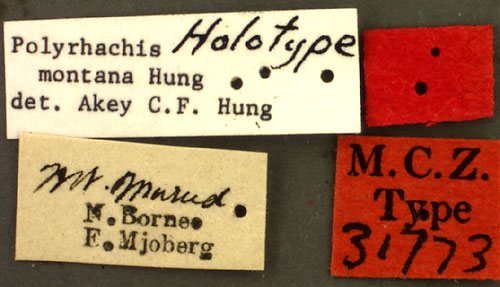 Polyrhachis Holotype
montana Hung
det. Akey C.F. Hung
Mt. Murud.
N. Borneo
E. Mjoberg
M.C.Z.
Type
31773